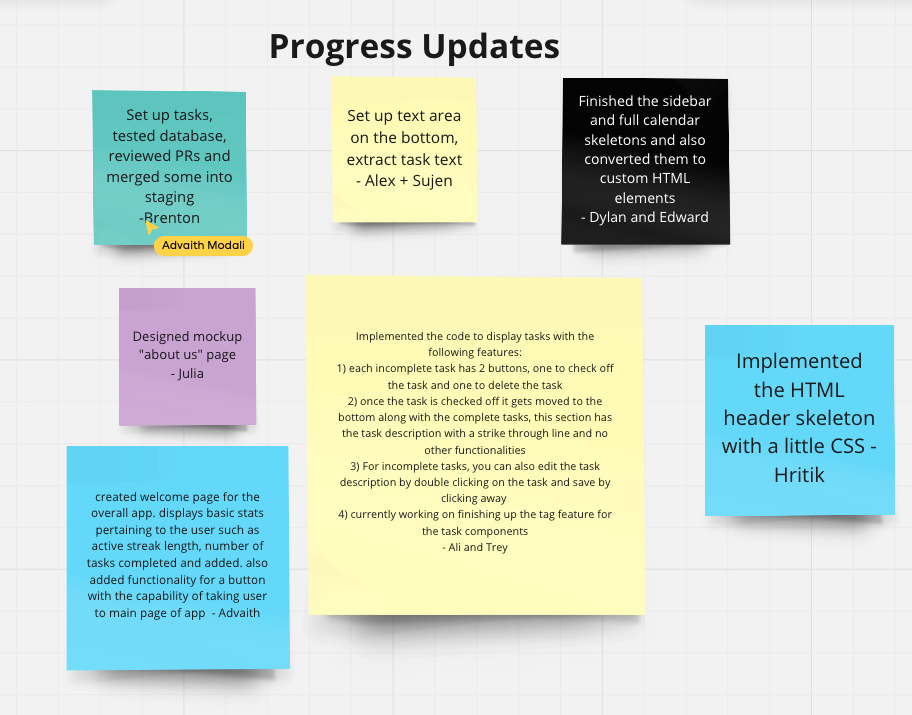 Progress Updates
Set up tasks,
tested database,
reviewed PRs and
merged some into
staging
-Brenton
Advaith Modali
Set up text area
on the bottom,
extract task text
- Alex + Sujen
Finished the sidebar
and full calendar
skeletons and also
converted them to
custom HTML
elements
- Dylan and Edward
Designed mockup
"about us" page
- Julia
Implemented the code to display tasks with the
following features:
1) each incomplete task has 2 buttons, one to check off
the task and one to delete the task
2) once the task is checked off it gets moved to the
bottom along with the complete tasks, this section has
the task description with a strike through line and no
other functionalities
3) For incomplete tasks, you can also edit the task
description by double clicking on the task and save by
clicking away
4) currently working on finishing up the tag feature for
the task components
- Ali and Trey
Implemented
the HTML
header skeleton
with a little CSS -
Hritik
created welcome page for the
overall app. displays basic stats
pertaining to the user such as
active streak length, number of
tasks completed and added. also
added functionality for a button
with the capability of taking user
to main page of app  - Advaith